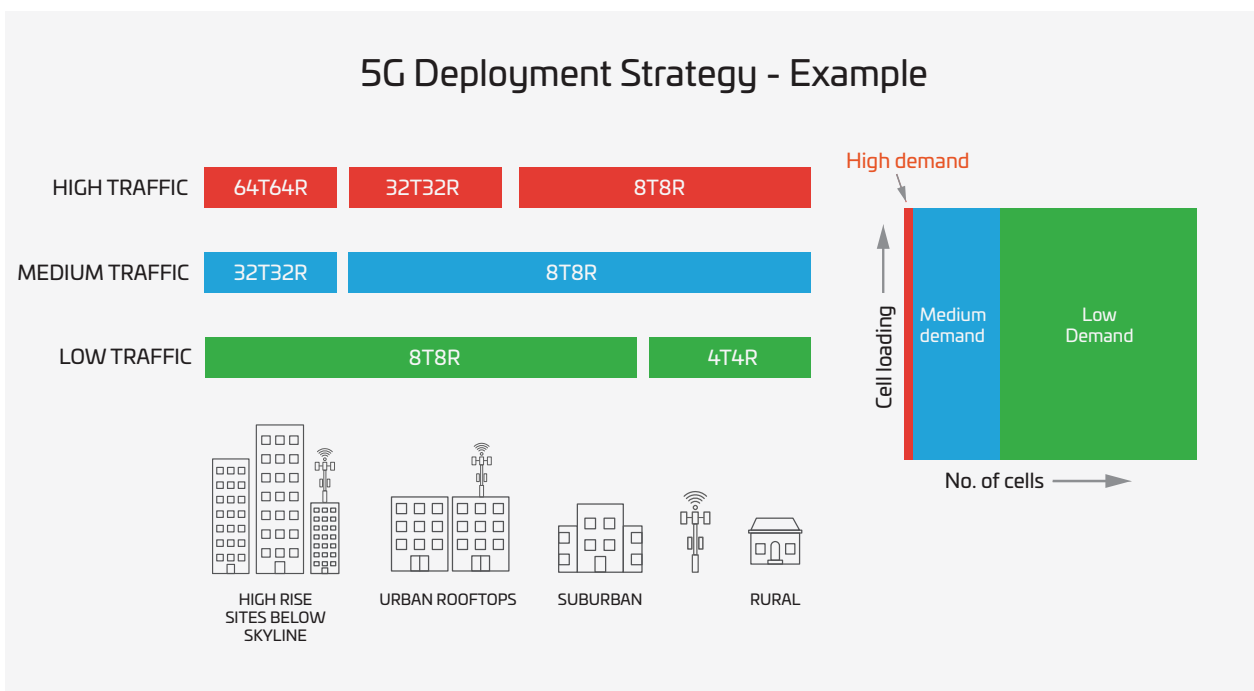 5G Deployment Strategy - Example
HIGH TRAFFIC
64T64R
32T32R
8T8R
MEDIUM TRAFFIC
32T32R
8T8R
LOW TRAFFIC
8T8R
4T4R
HIGH RISE
SITES BELOW
SKYLINE
URBAN ROOFTOPS
SUBURBAN
RURAL
High demand
Cell loading
Medium
demand
Low
Demand
No. of cells